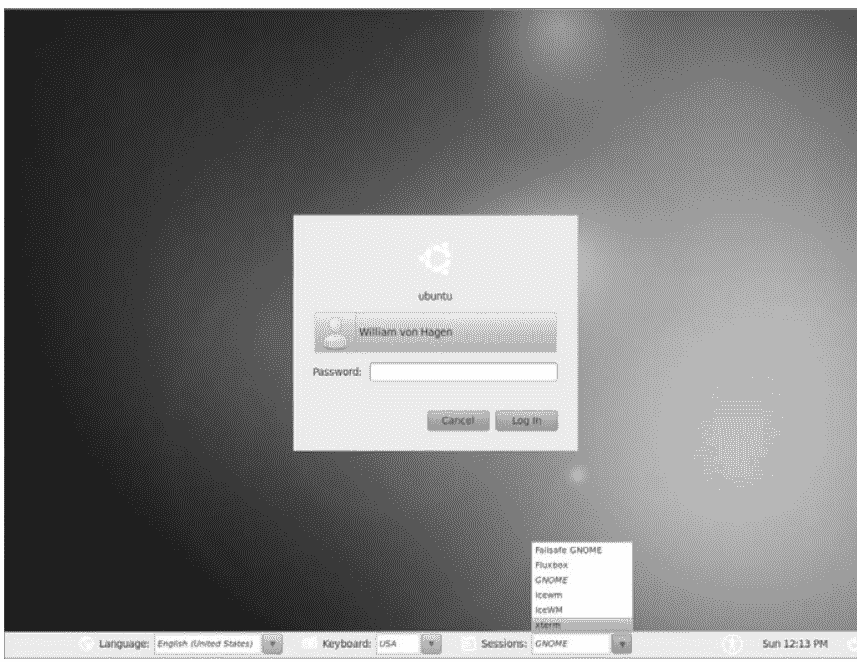 ubuntu
William von Hagen
Password:
Cancel Log In
Failsafe GNOME
Fluxbox
GNOME
Icewm
IceWM
xterm
Language: English (United States) Keyboard: USA Sessions: GNOME Sun 12:13 PM